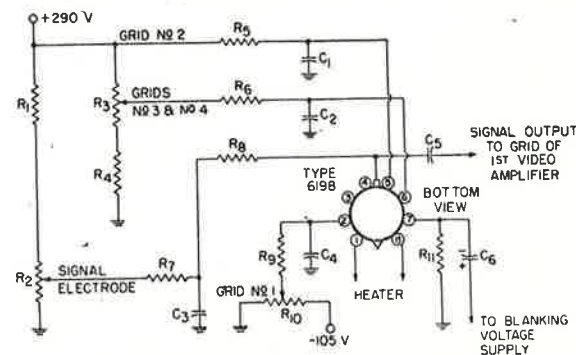 +290 V
GRID Nº 2
R5
C1
R1
R3
GRIDS
Nº 3 & Nº 4
R6
C2
R4
R8
TYPE
6198
C5
SIGNAL OUTPUT
TO GRID OF
1ST VIDEO
AMPLIFIER
BOTTOM
VIEW
4
5
3
6
2
7
1
11
R2
SIGNAL
ELECTRODE
R7
C3
R9
C4
R11
C6
-
+
HEATER
GRID Nº 1
R10
-105 V
TO BLANKING
VOLTAGE
SUPPLY